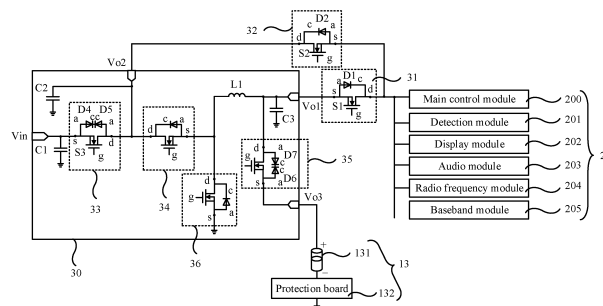 32
D2
c
a
d
s
S2
g
Vo2
C2
D1
31
a
c
s
d
S1
g
Vo1
L1
C3
D4
D5
a
cc
a
s
d
S3
g
Vin
C1
33
c
a
d
s
g
34
d
a
D7
c
c
D6
g
s
a
35
Vo3
d
c
g
s
a
36
30
Main control module
200
Detection module
201
Display module
202
Audio module
203
Radio frequency module
204
Baseband module
205
2
+
131
−
13
Protection board
132